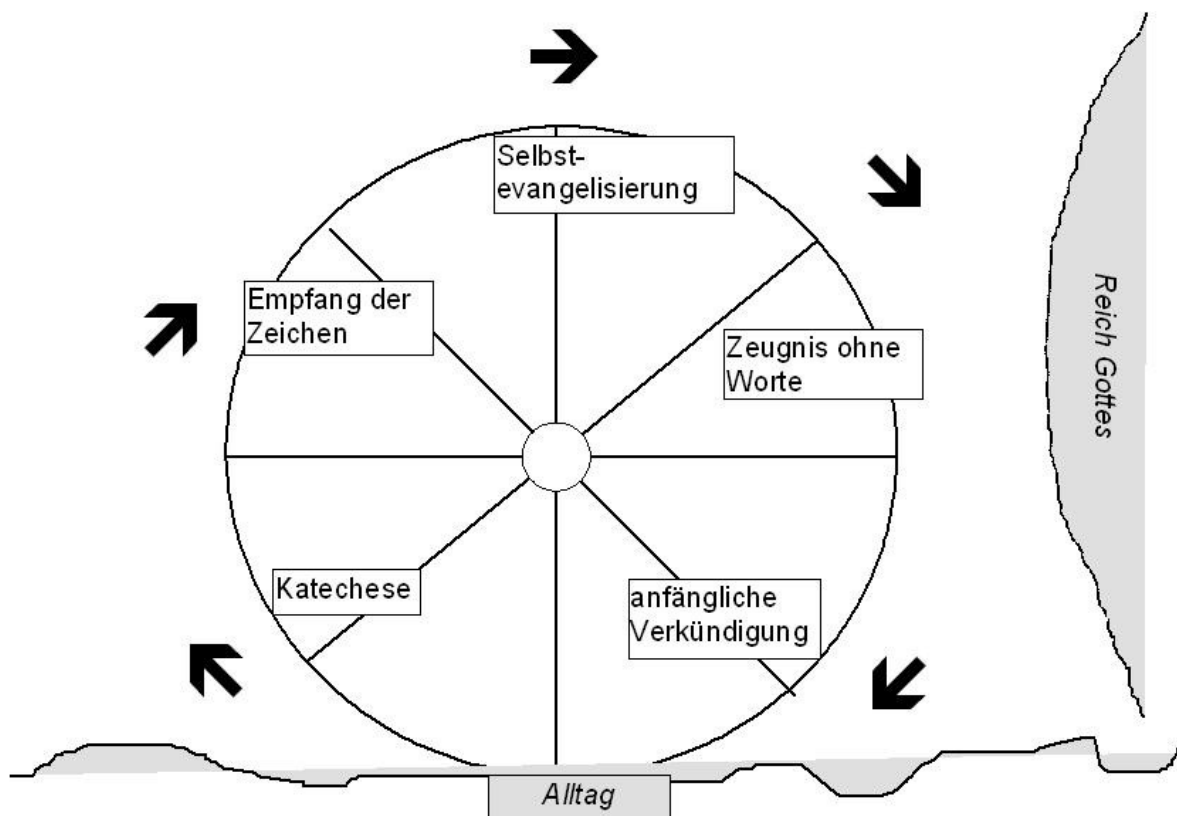 Selbst-
evangelisierung
Empfang der
Zeichen
Zeugnis ohne
Worte
Reich Gottes
Katechese
anfängliche
Verkündigung
Alltag